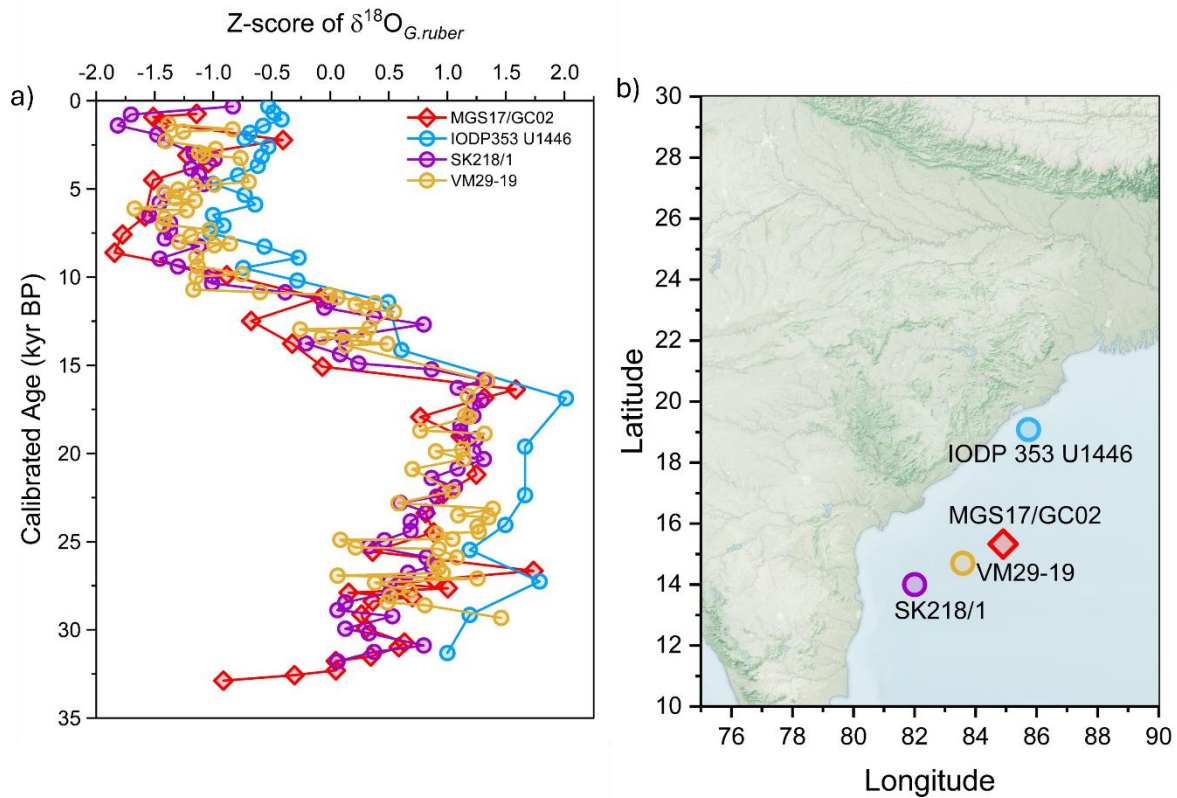 Z-score of δ¹⁸O_G.ruber
-2.0 -1.5 -1.0 -0.5 0.0 0.5 1.0 1.5 2.0
a)
0
5
10
15
20
25
30
35
Calibrated Age (kyr BP)
MGS17/GC02
IODP353 U1446
SK218/1
VM29-19
b)
30
28
26
24
22
20
18
16
14
12
10
Latitude
IODP 353 U1446
MGS17/GC02
VM29-19
SK218/1
76 78 80 82 84 86 88 90
Longitude